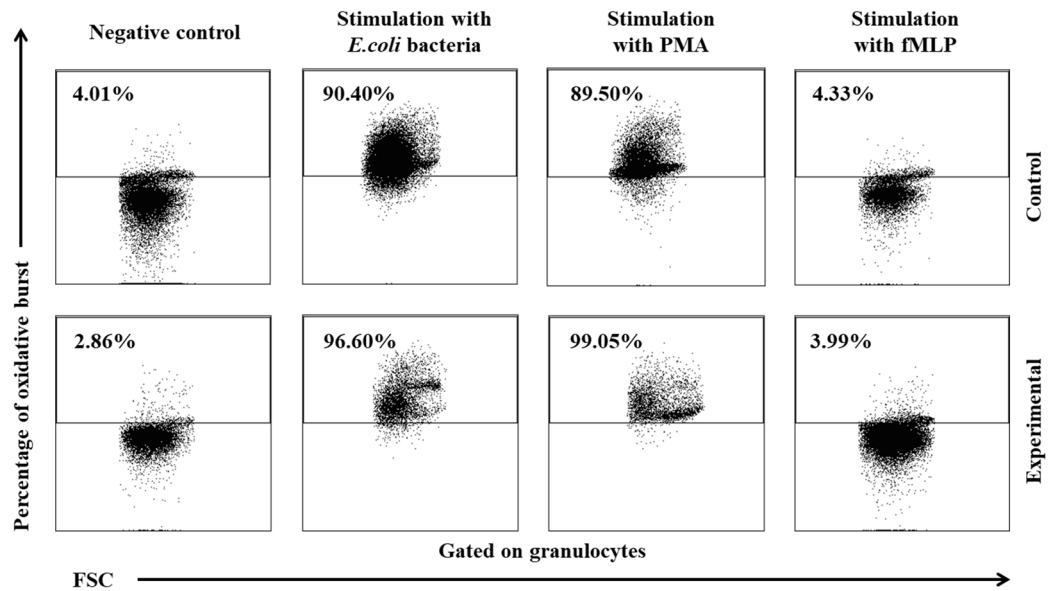 Negative control
Stimulation with
E.coli bacteria
Stimulation
with PMA
Stimulation
with fMLP
4.01%
90.40%
89.50%
4.33%
Control
2.86%
96.60%
99.05%
3.99%
Experimental
Percentage of oxidative burst
Gated on granulocytes
FSC